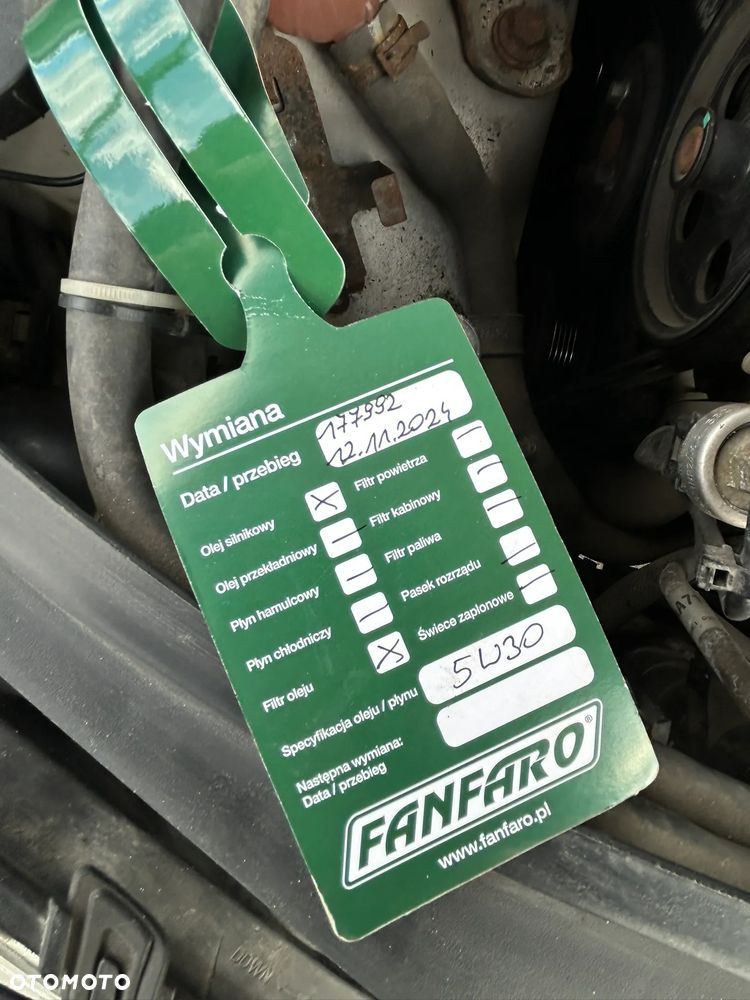 Wymiana
Data / przebieg
177992
12.11.2024
Olej silnikowy X
Olej przekładniowy
Płyn hamulcowy
Płyn chłodniczy
Filtr oleju X
Filtr powietrza
Filtr kabinowy
Filtr paliwa
Pasek rozrządu
Świece zapłonowe
Specyfikacja oleju / płynu
5W30
Następna wymiana:
Data / przebieg
FANFARO®
www.fanfaro.pl
DOWN
OTOMOTO